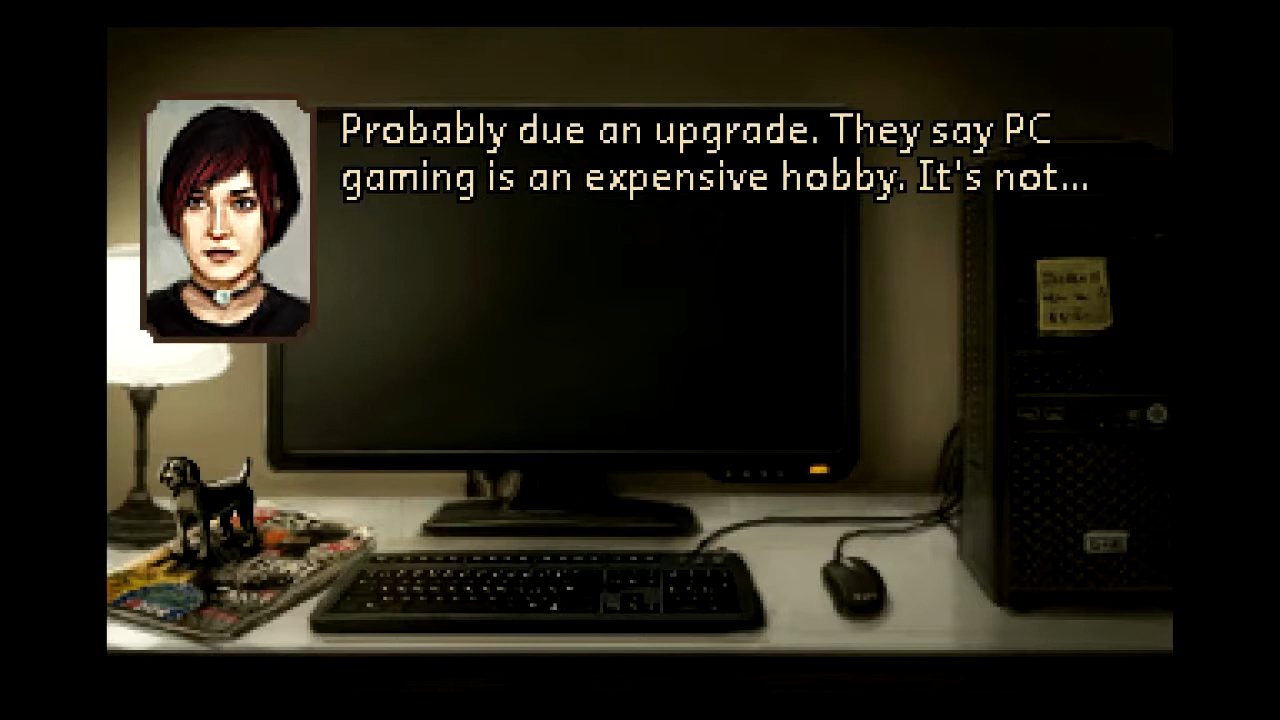 Probably due an upgrade. They say PC
gaming is an expensive hobby. It's not...